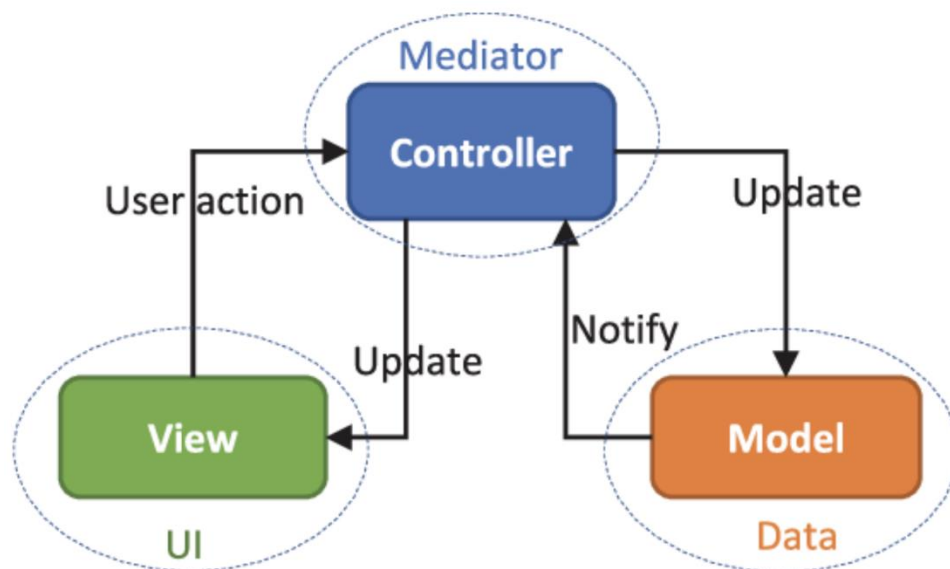 Mediator
Controller
User action
Update
Update
Notify
View
Model
UI
Data